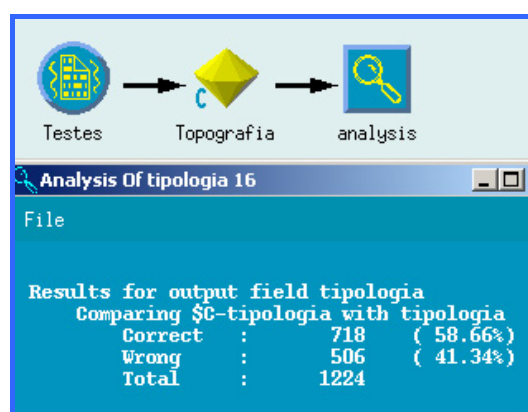 C
Testes Topografia analysis
Analysis Of tipologia 16
File
Results for output field tipologia
Comparing $C-tipologia with tipologia
Correct : 718 ( 58.66%)
Wrong : 506 ( 41.34%)
Total : 1224